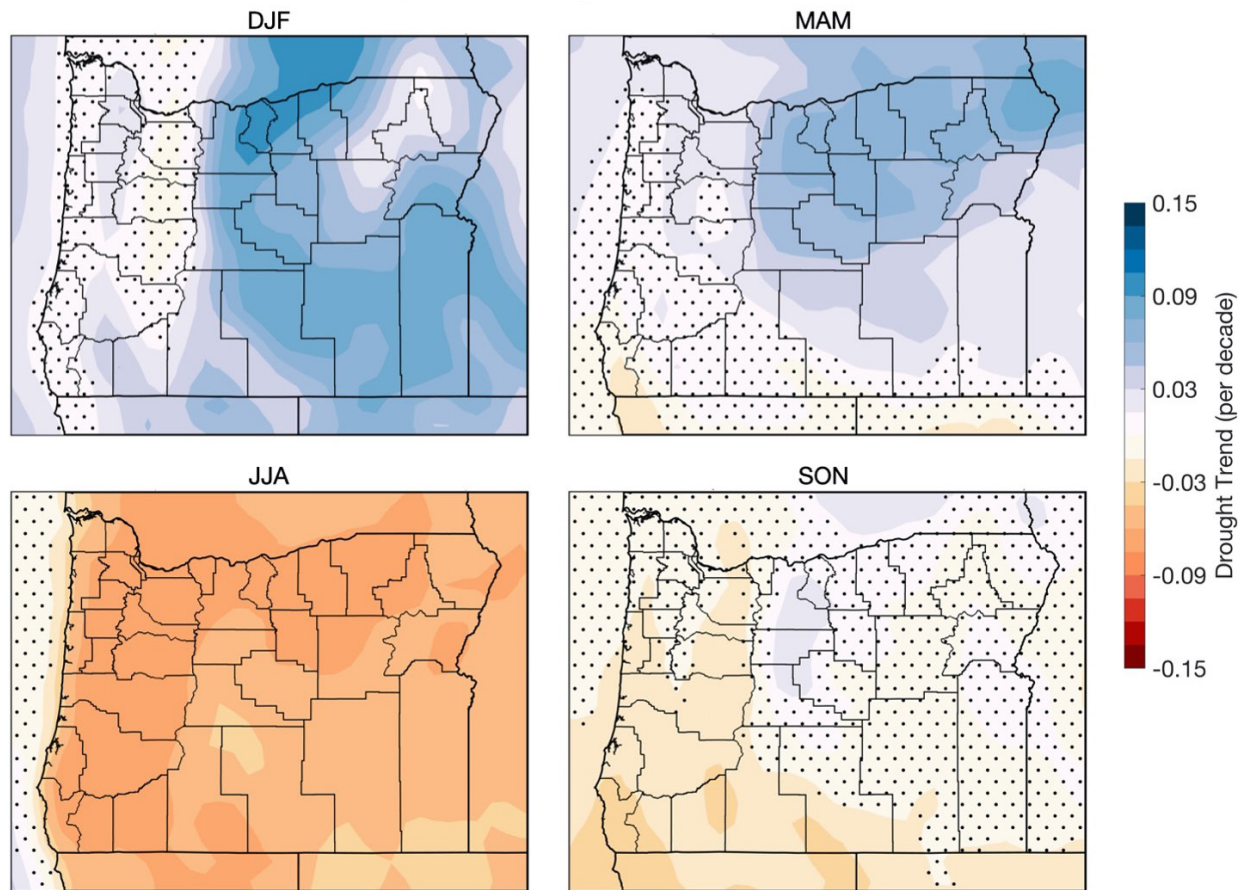 DJF
MAM
JJA
SON
0.15
0.09
0.03
-0.03
-0.09
-0.15
Drought Trend (per decade)